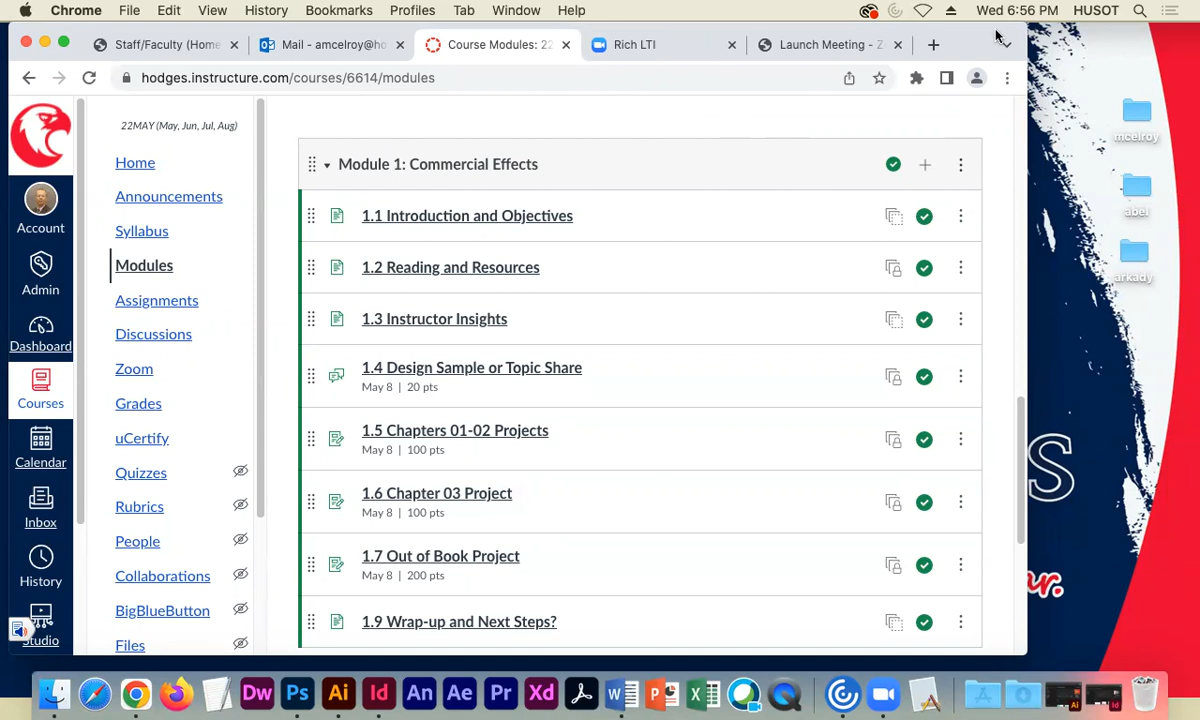 Chrome File Edit View History Bookmarks Profiles Tab Window Help Wed 6:56 PM HUSOT
Staff/Faculty (Home Mail - amcelroy@ho Course Modules: 22 Rich LTI Launch Meeting - Z
hodges.instructure.com/courses/6614/modules
Account
Admin
Dashboard
Courses
Calendar
Inbox
History
Studio
22MAY (May, Jun, Jul, Aug)
Home
Announcements
Syllabus
Modules
Assignments
Discussions
Zoom
Grades
uCertify
Quizzes
Rubrics
People
Collaborations
BigBlueButton
Files
Module 1: Commercial Effects
1.1 Introduction and Objectives
1.2 Reading and Resources
1.3 Instructor Insights
1.4 Design Sample or Topic Share
May 8 | 20 pts
1.5 Chapters 01-02 Projects
May 8 | 100 pts
1.6 Chapter 03 Project
May 8 | 100 pts
1.7 Out of Book Project
May 8 | 200 pts
1.9 Wrap-up and Next Steps?
mcelroy
abel
arkady
Dw Ps Ai Id An Ae Pr Xd W P X Ai Id